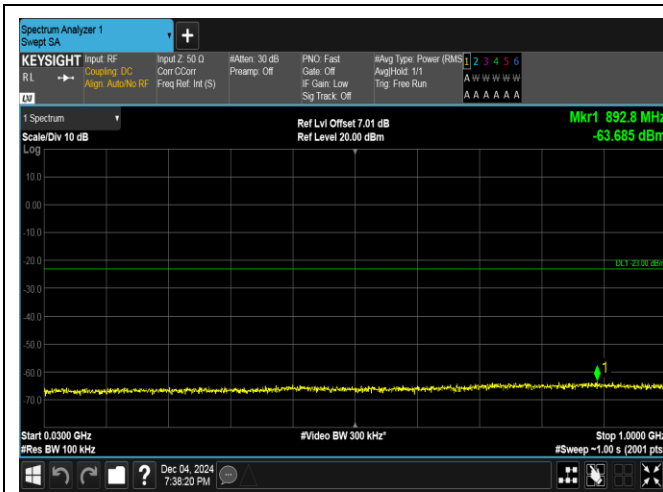 Spectrum Analyzer 1
Swept SA
+
KEYSIGHT
RL
LXI
Input: RF
Coupling: DC
Align: Auto/No RF
Input Z: 50 Ω
Corr CCorr
Freq Ref: Int (S)
#Atten: 30 dB
Preamp: Off
PNO: Fast
Gate: Off
IF Gain: Low
Sig Track: Off
#Avg Type: Power (RMS
Avg|Hold: 1/1
Trig: Free Run
1 2 3 4 5 6
A W W W W W
A A A A A A
1 Spectrum
Scale/Div 10 dB
Log
Ref Lvl Offset 7.01 dB
Ref Level 20.00 dBm
Mkr1 892.8 MHz
-63.685 dBm
10.0
0.00
-10.0
-20.0
DL1 -23.00 dBm
-30.0
-40.0
-50.0
-60.0
1
-70.0
Start 0.0300 GHz
#Res BW 100 kHz
#Video BW 300 kHz*
Stop 1.0000 GHz
#Sweep ~1.00 s (2001 pts
?
Dec 04, 2024
7:38:20 PM